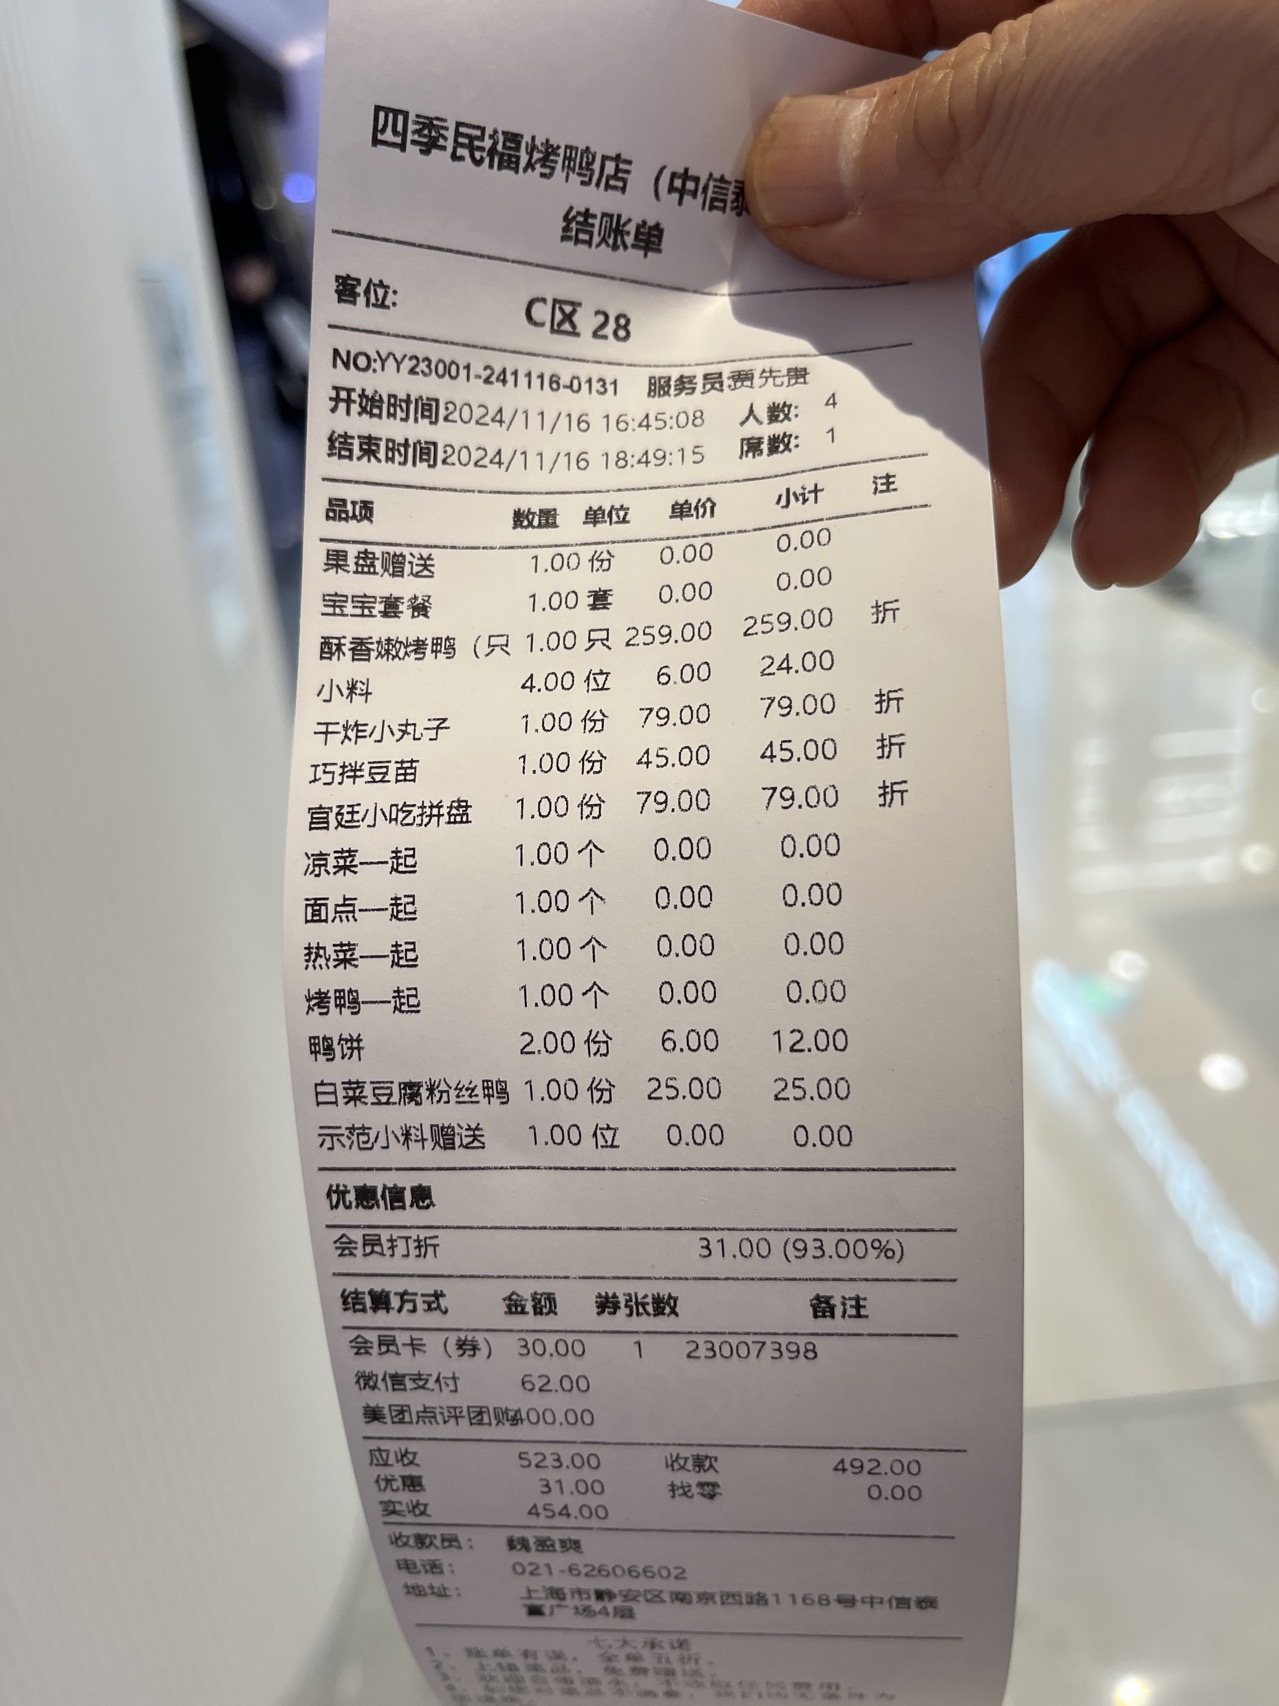 四季民福烤鸭店（中信泰
结账单
客位: C区 28
NO:YY23001-241116-0131 服务员:贾先贵
开始时间2024/11/16 16:45:08 人数: 4
结束时间2024/11/16 18:49:15 席数: 1
品项 数量 单位 单价 小计 注
果盘赠送 1.00 份 0.00 0.00
宝宝套餐 1.00 套 0.00 0.00
酥香嫩烤鸭（只 1.00 只 259.00 259.00 折
小料 4.00 位 6.00 24.00
干炸小丸子 1.00 份 79.00 79.00 折
巧拌豆苗 1.00 份 45.00 45.00 折
宫廷小吃拼盘 1.00 份 79.00 79.00 折
凉菜一起 1.00 个 0.00 0.00
面点一起 1.00 个 0.00 0.00
热菜一起 1.00 个 0.00 0.00
烤鸭一起 1.00 个 0.00 0.00
鸭饼 2.00 份 6.00 12.00
白菜豆腐粉丝鸭 1.00 份 25.00 25.00
示范小料赠送 1.00 位 0.00 0.00
优惠信息
会员打折 31.00 (93.00%)
结算方式 金额 券张数 备注
会员卡（券） 30.00 1 23007398
微信支付 62.00
美团点评团购400.00
应收 523.00 收款 492.00
优惠 31.00 找零 0.00
实收 454.00
收款员: 魏盈爽
电话: 021-62606602
地址: 上海市静安区南京西路1168号中信泰
富广场4层
七大承诺
1、账单有误，全单五折。